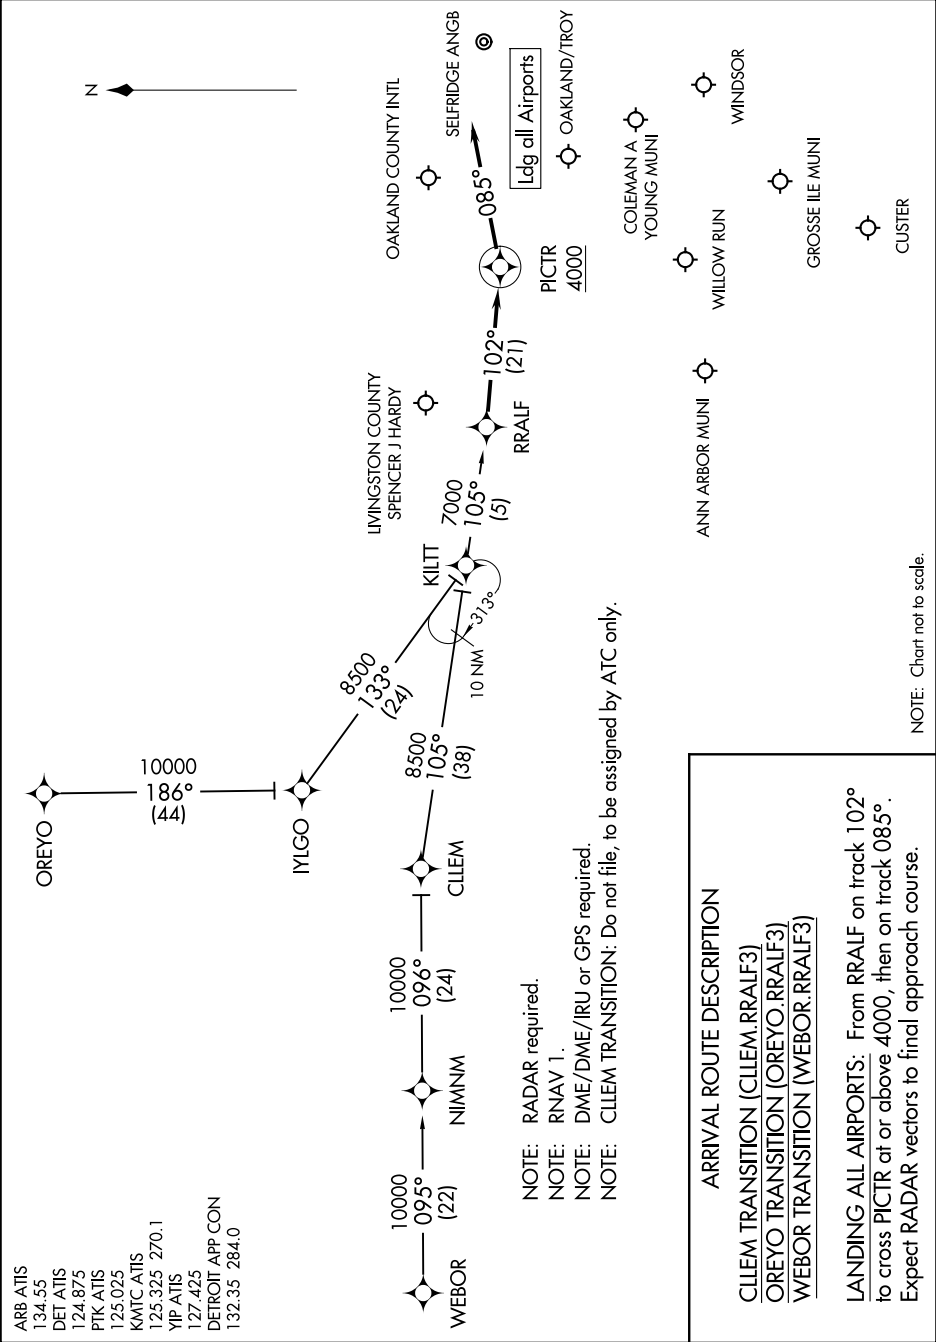 ARB ATIS
134.55
DET ATIS
124.875
PTK ATIS
125.025
KMTC ATIS
125.325 270.1
YIP ATIS
127.425
DETROIT APP CON
132.35 284.0
N
OREYO
10000
186°
(44)
IYLGO
8500
133°
(24)
WEBOR
10000
095°
(22)
NIMNM
10000
096°
(24)
CLLEM
8500
105°
(38)
10 NM
313°
KILTT
7000
105°
(5)
LIVINGSTON COUNTY
SPENCER J HARDY
RRALF
102°
(21)
PICTR
4000
085°
OAKLAND COUNTY INTL
SELFRIDGE ANGB
Ldg all Airports
OAKLAND/TROY
COLEMAN A
YOUNG MUNI
WINDSOR
WILLOW RUN
ANN ARBOR MUNI
GROSSE ILE MUNI
CUSTER
NOTE: RADAR required.
NOTE: RNAV 1.
NOTE: DME/DME/IRU or GPS required.
NOTE: CLLEM TRANSITION: Do not file, to be assigned by ATC only.
NOTE: Chart not to scale.
ARRIVAL ROUTE DESCRIPTION
CLLEM TRANSITION (CLLEM.RRALF3)
OREYO TRANSITION (OREYO.RRALF3)
WEBOR TRANSITION (WEBOR.RRALF3)
LANDING ALL AIRPORTS: From RRALF on track 102°
to cross PICTR at or above 4000, then on track 085°.
Expect RADAR vectors to final approach course.